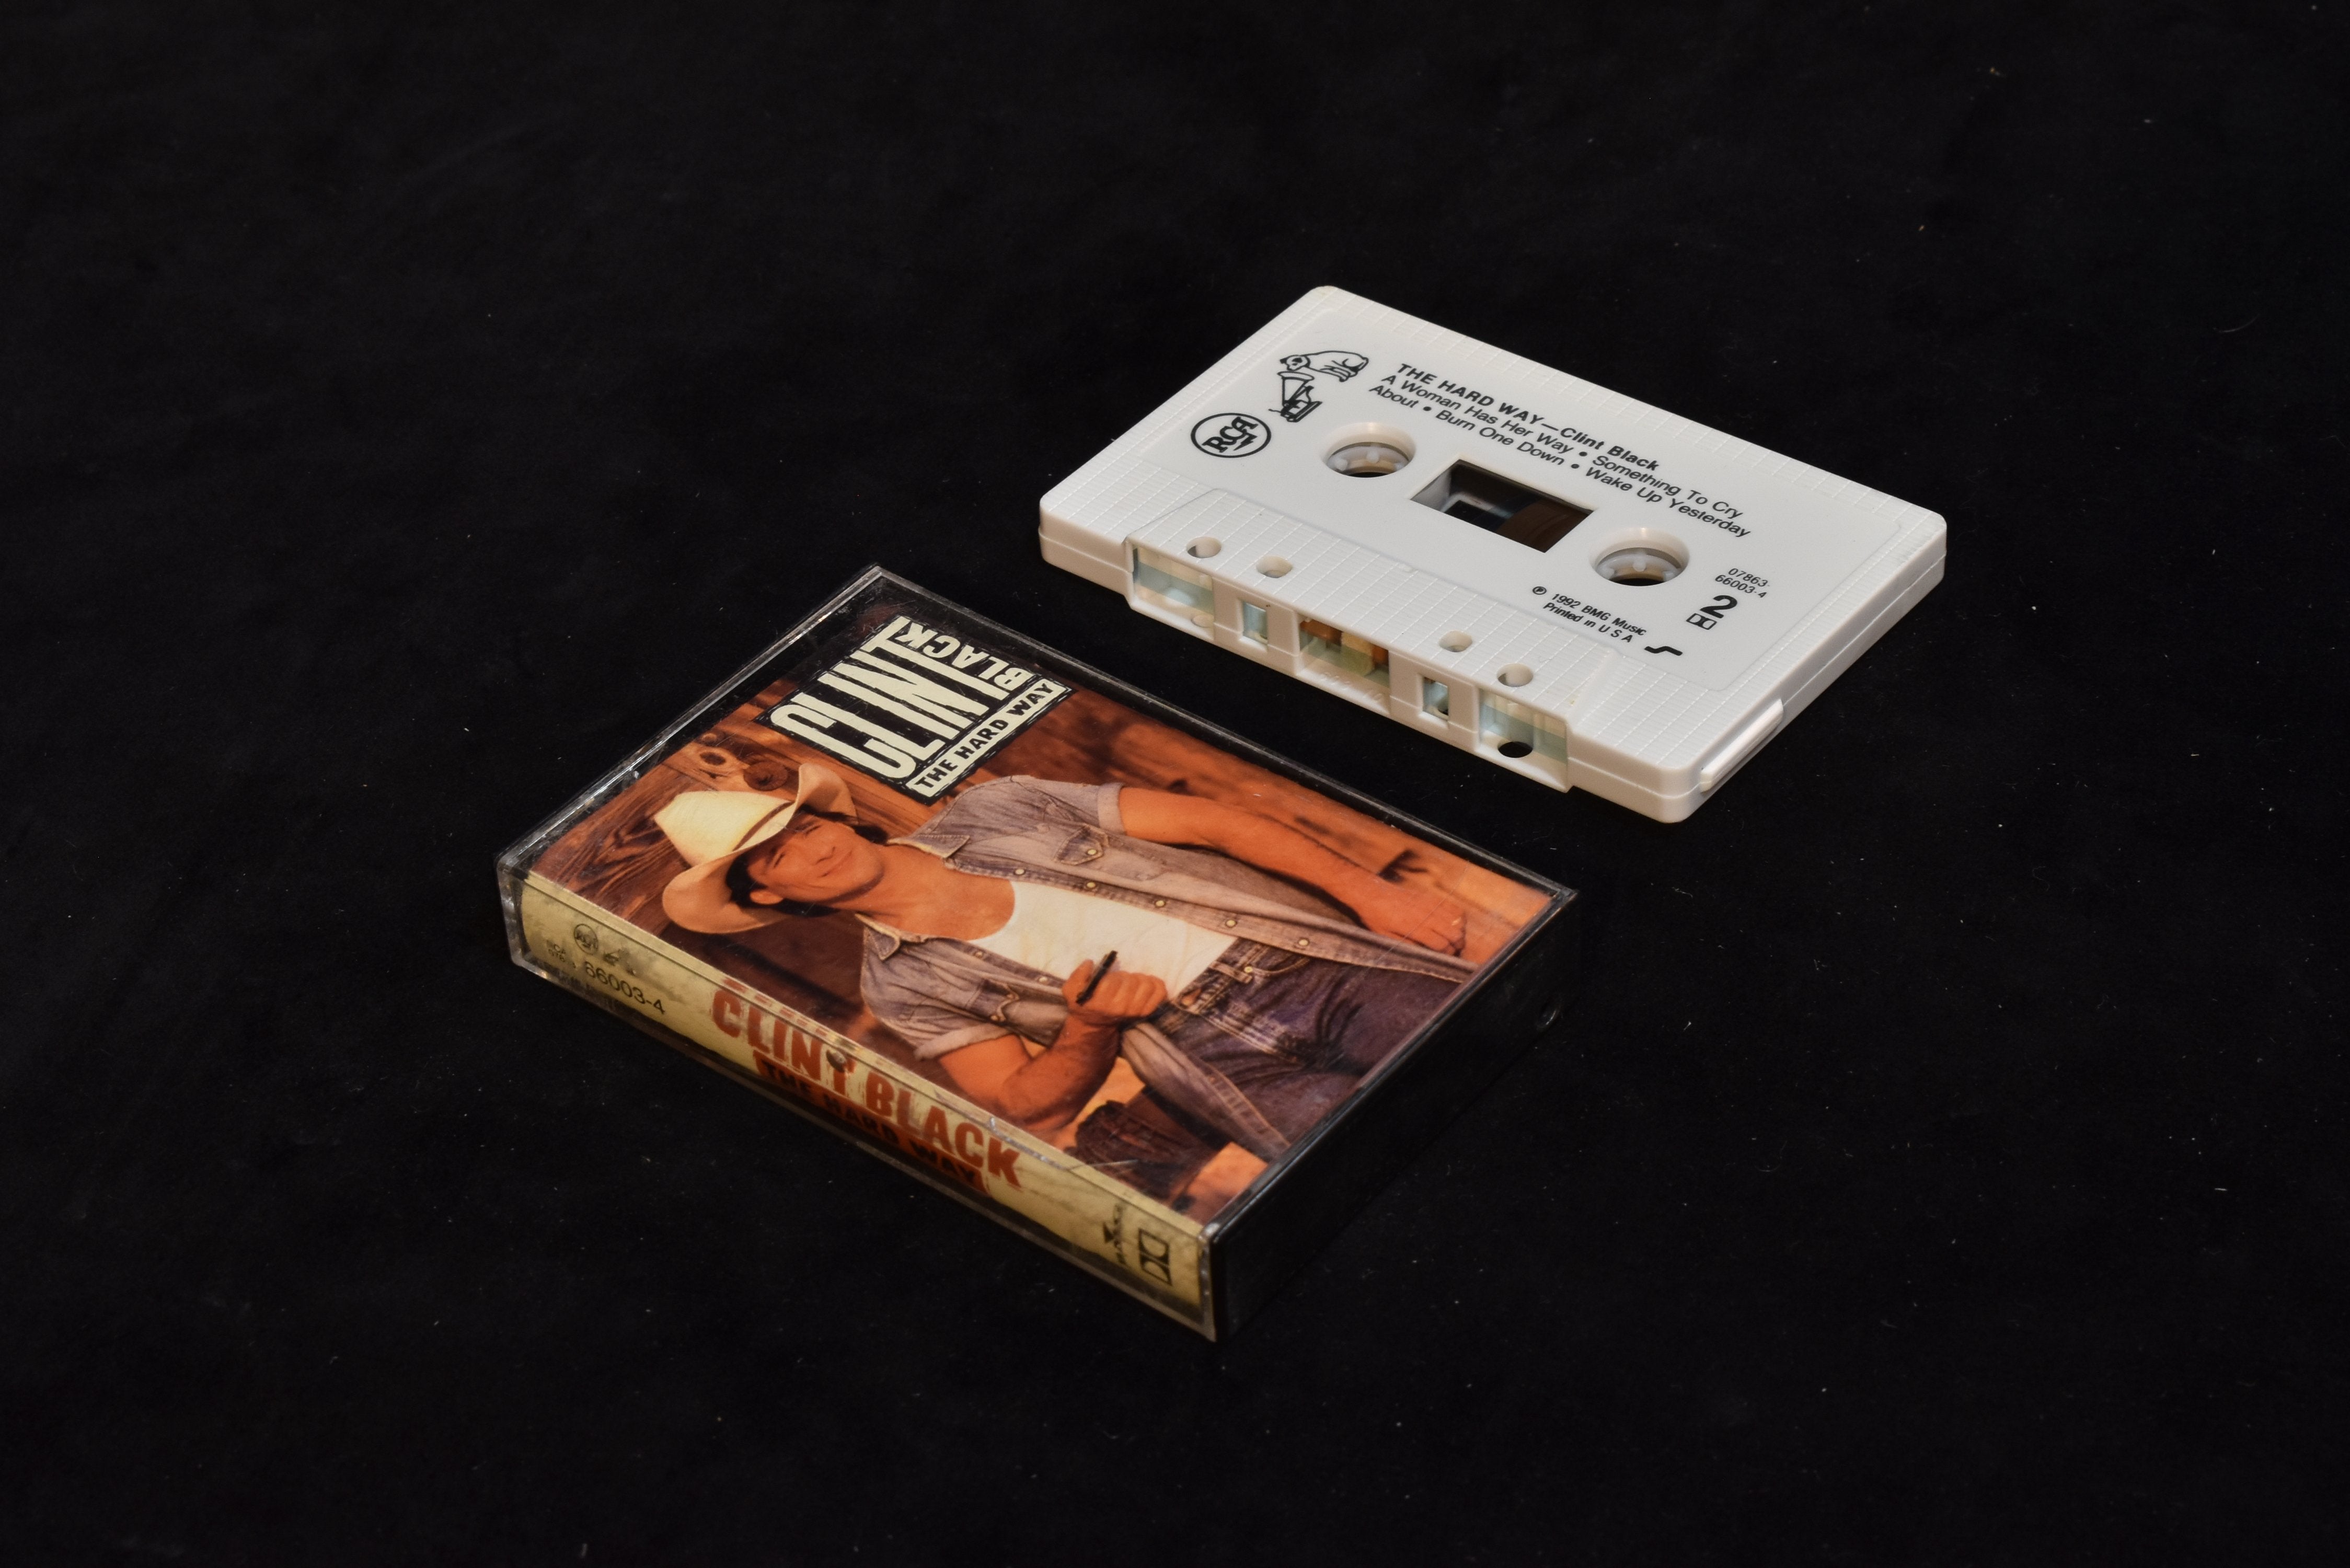 CLINT
BLACK
THE HARD WAY
RCA
66003-4
CLINT BLACK
THE HARD WAY
RCA
THE HARD WAY—Clint Black
A Woman Has Her Way • Something To Cry
About • Burn One Down • Wake Up Yesterday
07863-
66003-4
2
℗ 1992 BMG Music
Printed in U S A